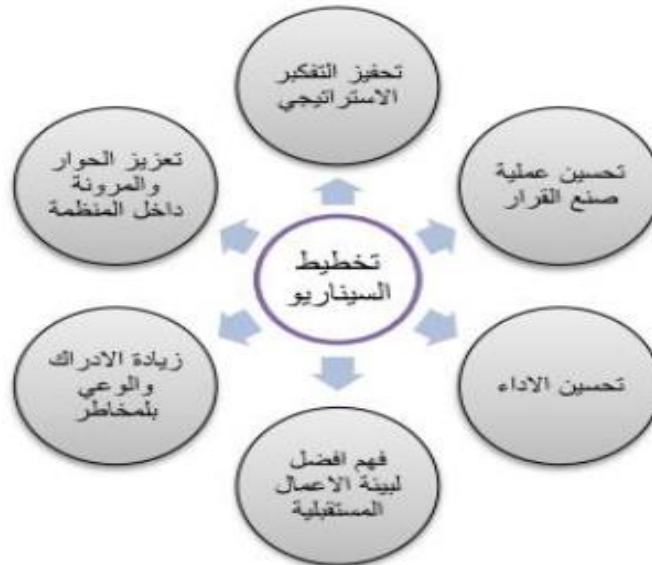 تحفيز التفكير
الاستراتيجي
تحسين عملية
صنع القرار
تحسين الاداء
فهم افضل
لبيئة الاعمال
المستقبلية
زيادة الادراك
والوعي
بلمخاطر
تعزيز الحوار
والمرونة
داخل المنظمة
تخطيط
السيناريو